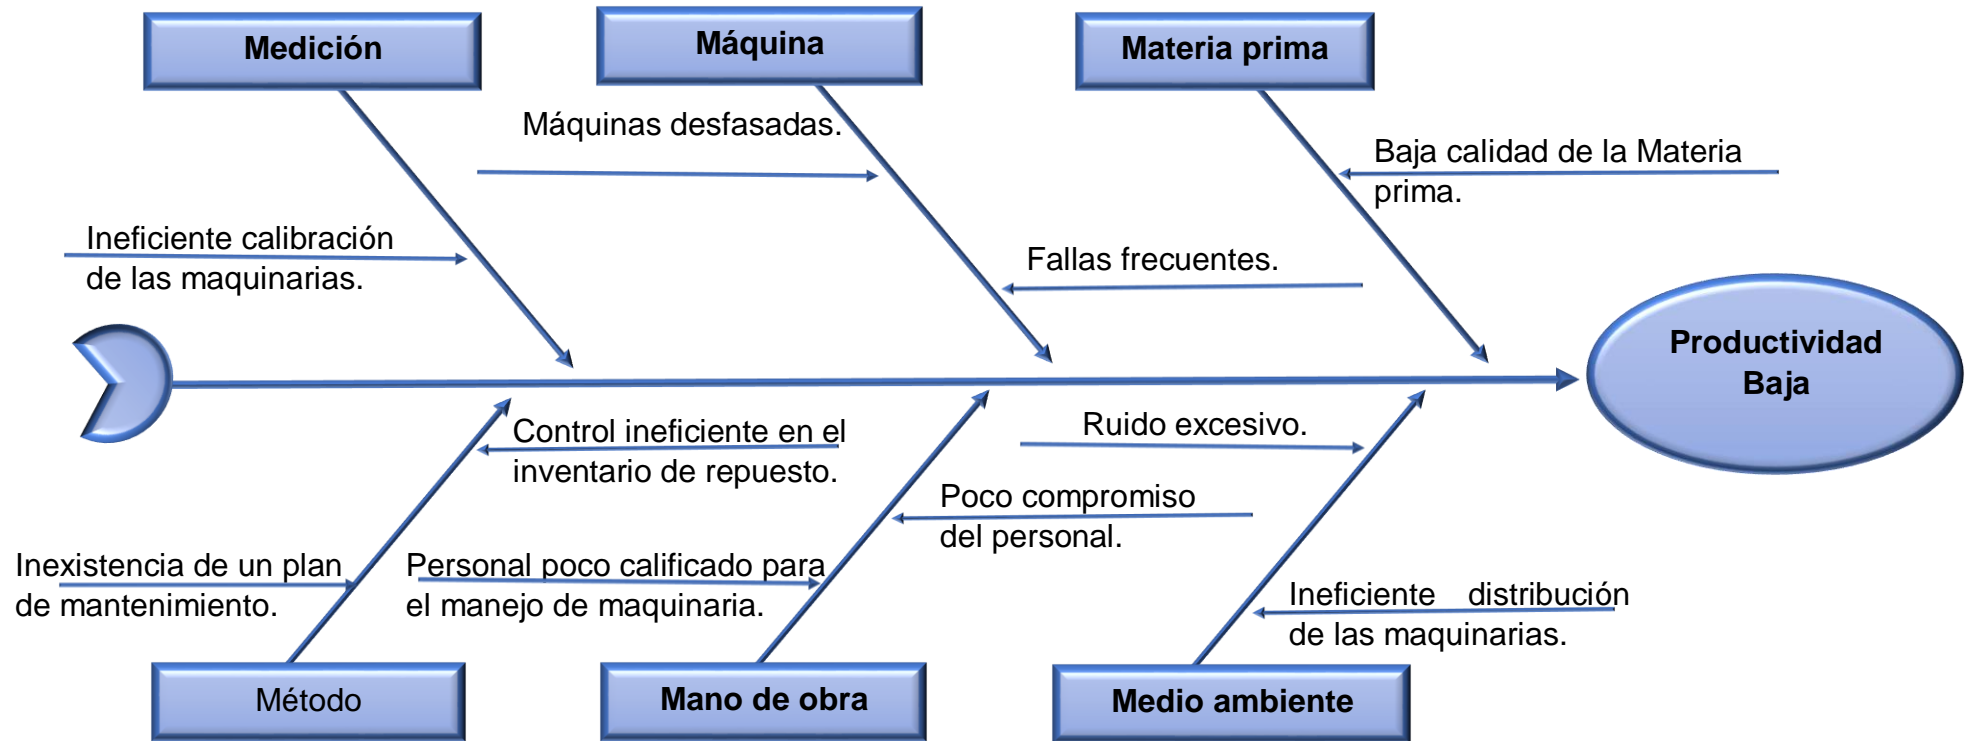 Medición
Máquina
Materia prima
Máquinas desfasadas.
Baja calidad de la Materia
prima.
Ineficiente calibración
de las maquinarias.
Fallas frecuentes.
Productividad
Baja
Control ineficiente en el
inventario de repuesto.
Ruido excesivo.
Poco compromiso
del personal.
Inexistencia de un plan
de mantenimiento.
Personal poco calificado para
el manejo de maquinaria.
Ineficiente distribución
de las maquinarias.
Método
Mano de obra
Medio ambiente